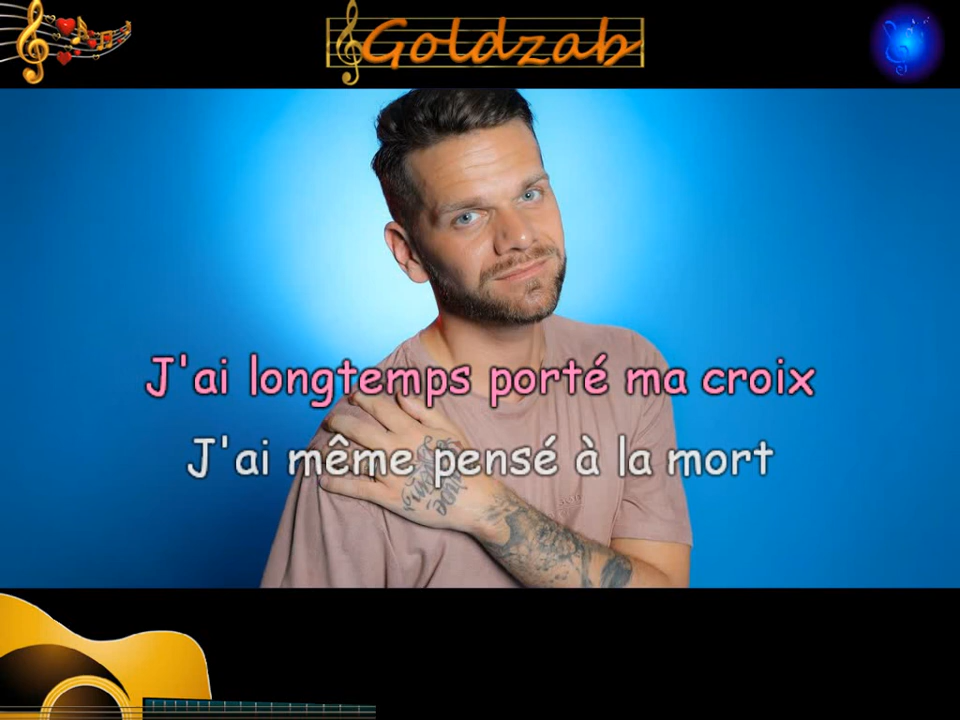 Goldzab
J'ai longtemps porté ma croix
J'ai même pensé à la mort